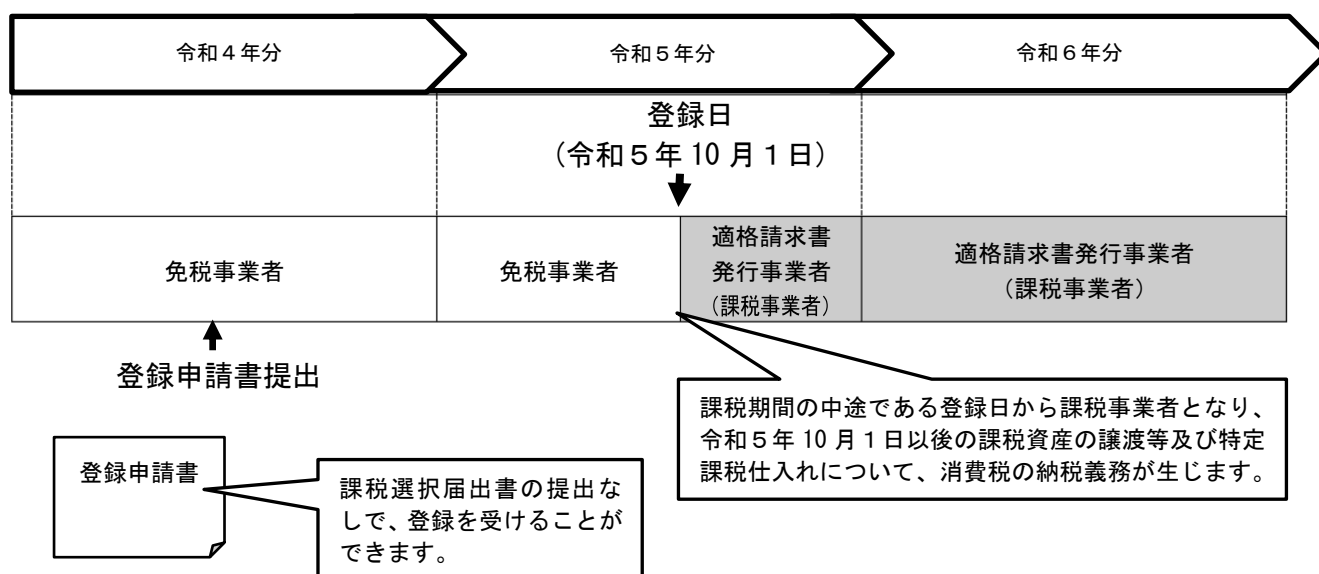 令和４年分
令和５年分
令和６年分
登録日
（令和５年 10 月１日）
免税事業者
免税事業者
適格請求書
発行事業者
（課税事業者）
適格請求書発行事業者
（課税事業者）
登録申請書提出
課税期間の中途である登録日から課税事業者となり、
令和５年 10 月１日以後の課税資産の譲渡等及び特定
課税仕入れについて、消費税の納税義務が生じます。
登録申請書
課税選択届出書の提出な
しで、登録を受けることが
できます。